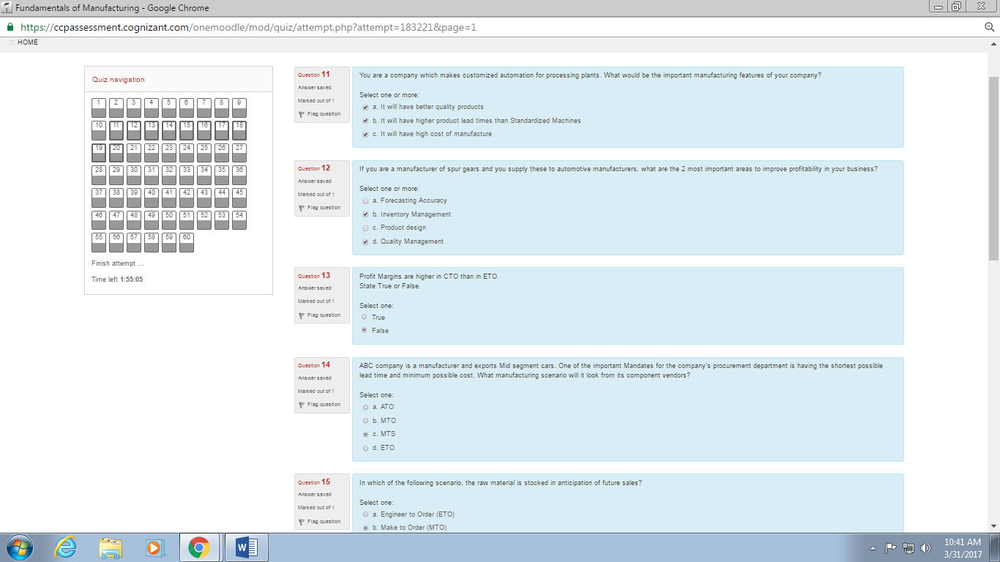 Fundamentals of Manufacturing - Google Chrome
https://ccpassessment.cognizant.com/onemoodle/mod/quiz/attempt.php?attempt=183221&page=1
HOME
Quiz navigation
1 2 3 4 5 6 7 8 9
10 11 12 13 14 15 16 17 18
19 20 21 22 23 24 25 26 27
28 29 30 31 32 33 34 35 36
37 38 39 40 41 42 43 44 45
46 47 48 49 50 51 52 53 54
55 56 57 58 59 60
Finish attempt ...
Time left 1:55:05
Question 11
Answer saved
Marked out of 1
Flag question
You are a company which makes customized automation for processing plants. What would be the important manufacturing features of your company?
Select one or more:
a. It will have better quality products
b. It will have higher product lead times than Standardized Machines
c. It will have high cost of manufacture
Question 12
Answer saved
Marked out of 1
Flag question
If you are a manufacturer of spur gears and you supply these to automotive manufacturers, what are the 2 most important areas to improve profitability in your business?
Select one or more:
a. Forecasting Accuracy
b. Inventory Management
c. Product design
d. Quality Management
Question 13
Answer saved
Marked out of 1
Flag question
Profit Margins are higher in CTO than in ETO.
State True or False.
Select one:
True
False
Question 14
Answer saved
Marked out of 1
Flag question
ABC company is a manufacturer and exports Mid segment cars. One of the important Mandates for the company's procurement department is having the shortest possible
lead time and minimum possible cost. What manufacturing scenario will it look from its component vendors?
Select one:
a. ATO
b. MTO
c. MTS
d. ETO
Question 15
Answer saved
Marked out of 1
Flag question
In which of the following scenario, the raw material is stocked in anticipation of future sales?
Select one:
a. Engineer to Order (ETO)
b. Make to Order (MTO)
W
10:41 AM
3/31/2017